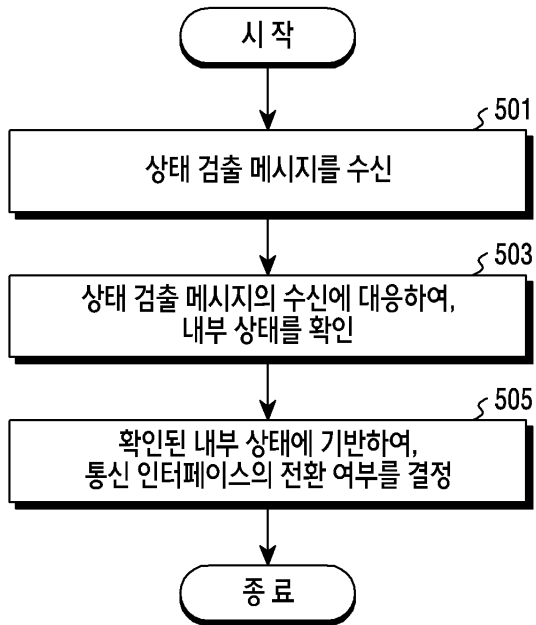 시 작
501
상태 검출 메시지를 수신
503
상태 검출 메시지의 수신에 대응하여,
내부 상태를 확인
505
확인된 내부 상태에 기반하여,
통신 인터페이스의 전환 여부를 결정
종 료